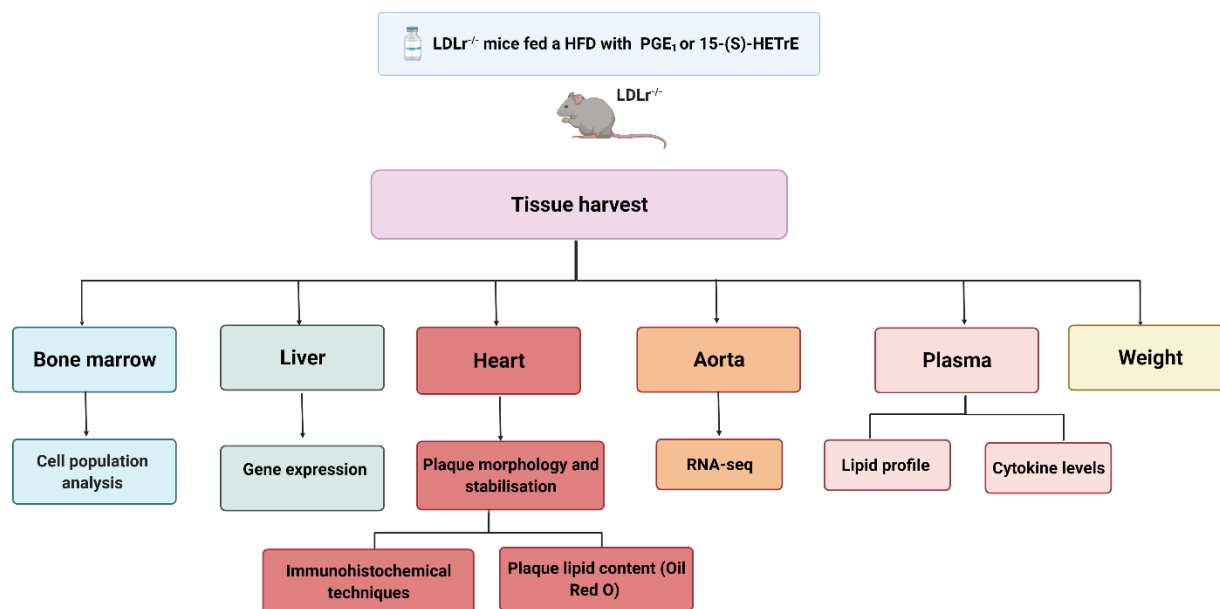 LDLr-/- mice fed a HFD with PGE1 or 15-(S)-HETrE
LDLr-/-
Tissue harvest
Bone marrow
Liver
Heart
Aorta
Plasma
Weight
Cell population
analysis
Gene expression
Plaque morphology and
stabilisation
RNA-seq
Lipid profile
Cytokine levels
Immunohistochemical
techniques
Plaque lipid content (Oil
Red O)